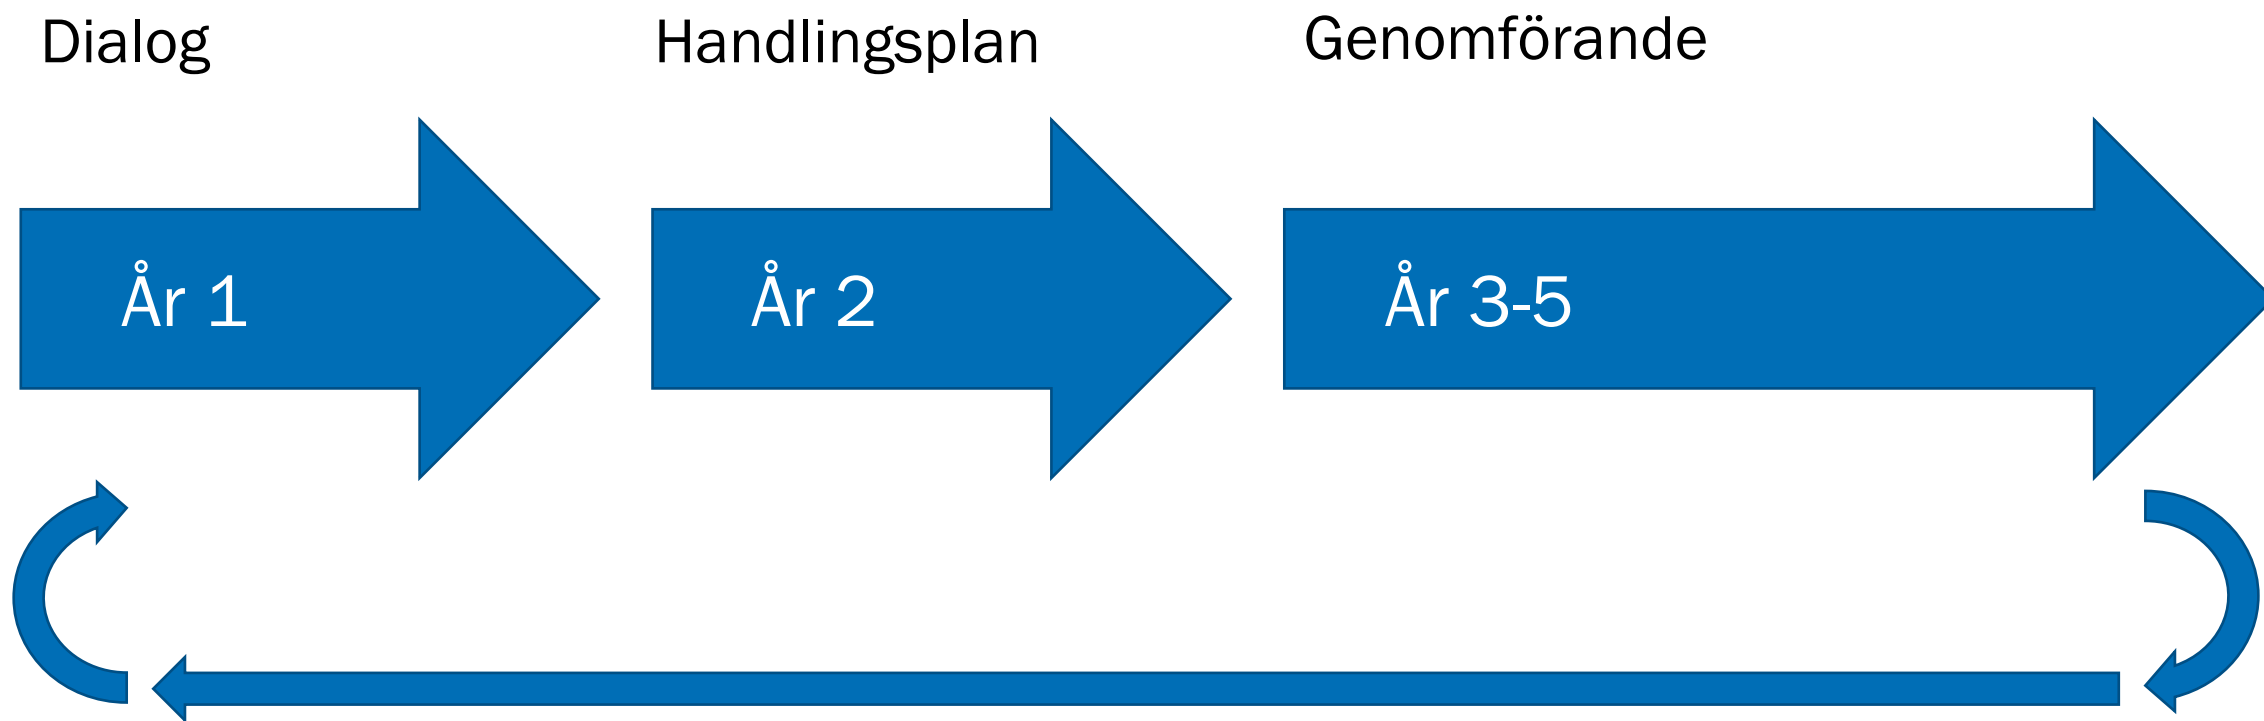 Dialog
Handlingsplan
Genomförande
År 1
År 2
År 3-5